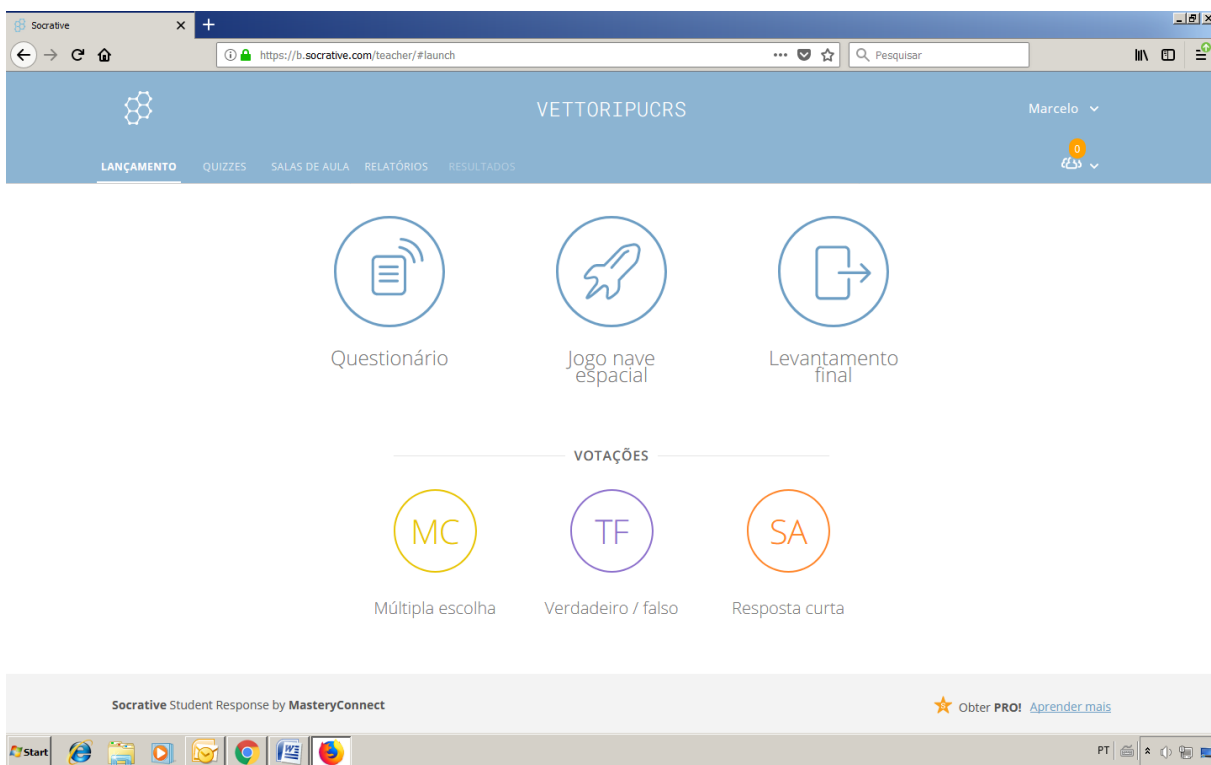 Socrative
https://b.socrative.com/teacher/#launch
Pesquisar
VETTORIPUCRS
Marcelo
0
LANÇAMENTO QUIZZES SALAS DE AULA RELATÓRIOS RESULTADOS
Questionário
Jogo nave
espacial
Levantamento
final
VOTAÇÕES
MC TF SA
Múltipla escolha Verdadeiro / falso Resposta curta
Socrative Student Response by MasteryConnect
Obter PRO! Aprender mais
Start
PT